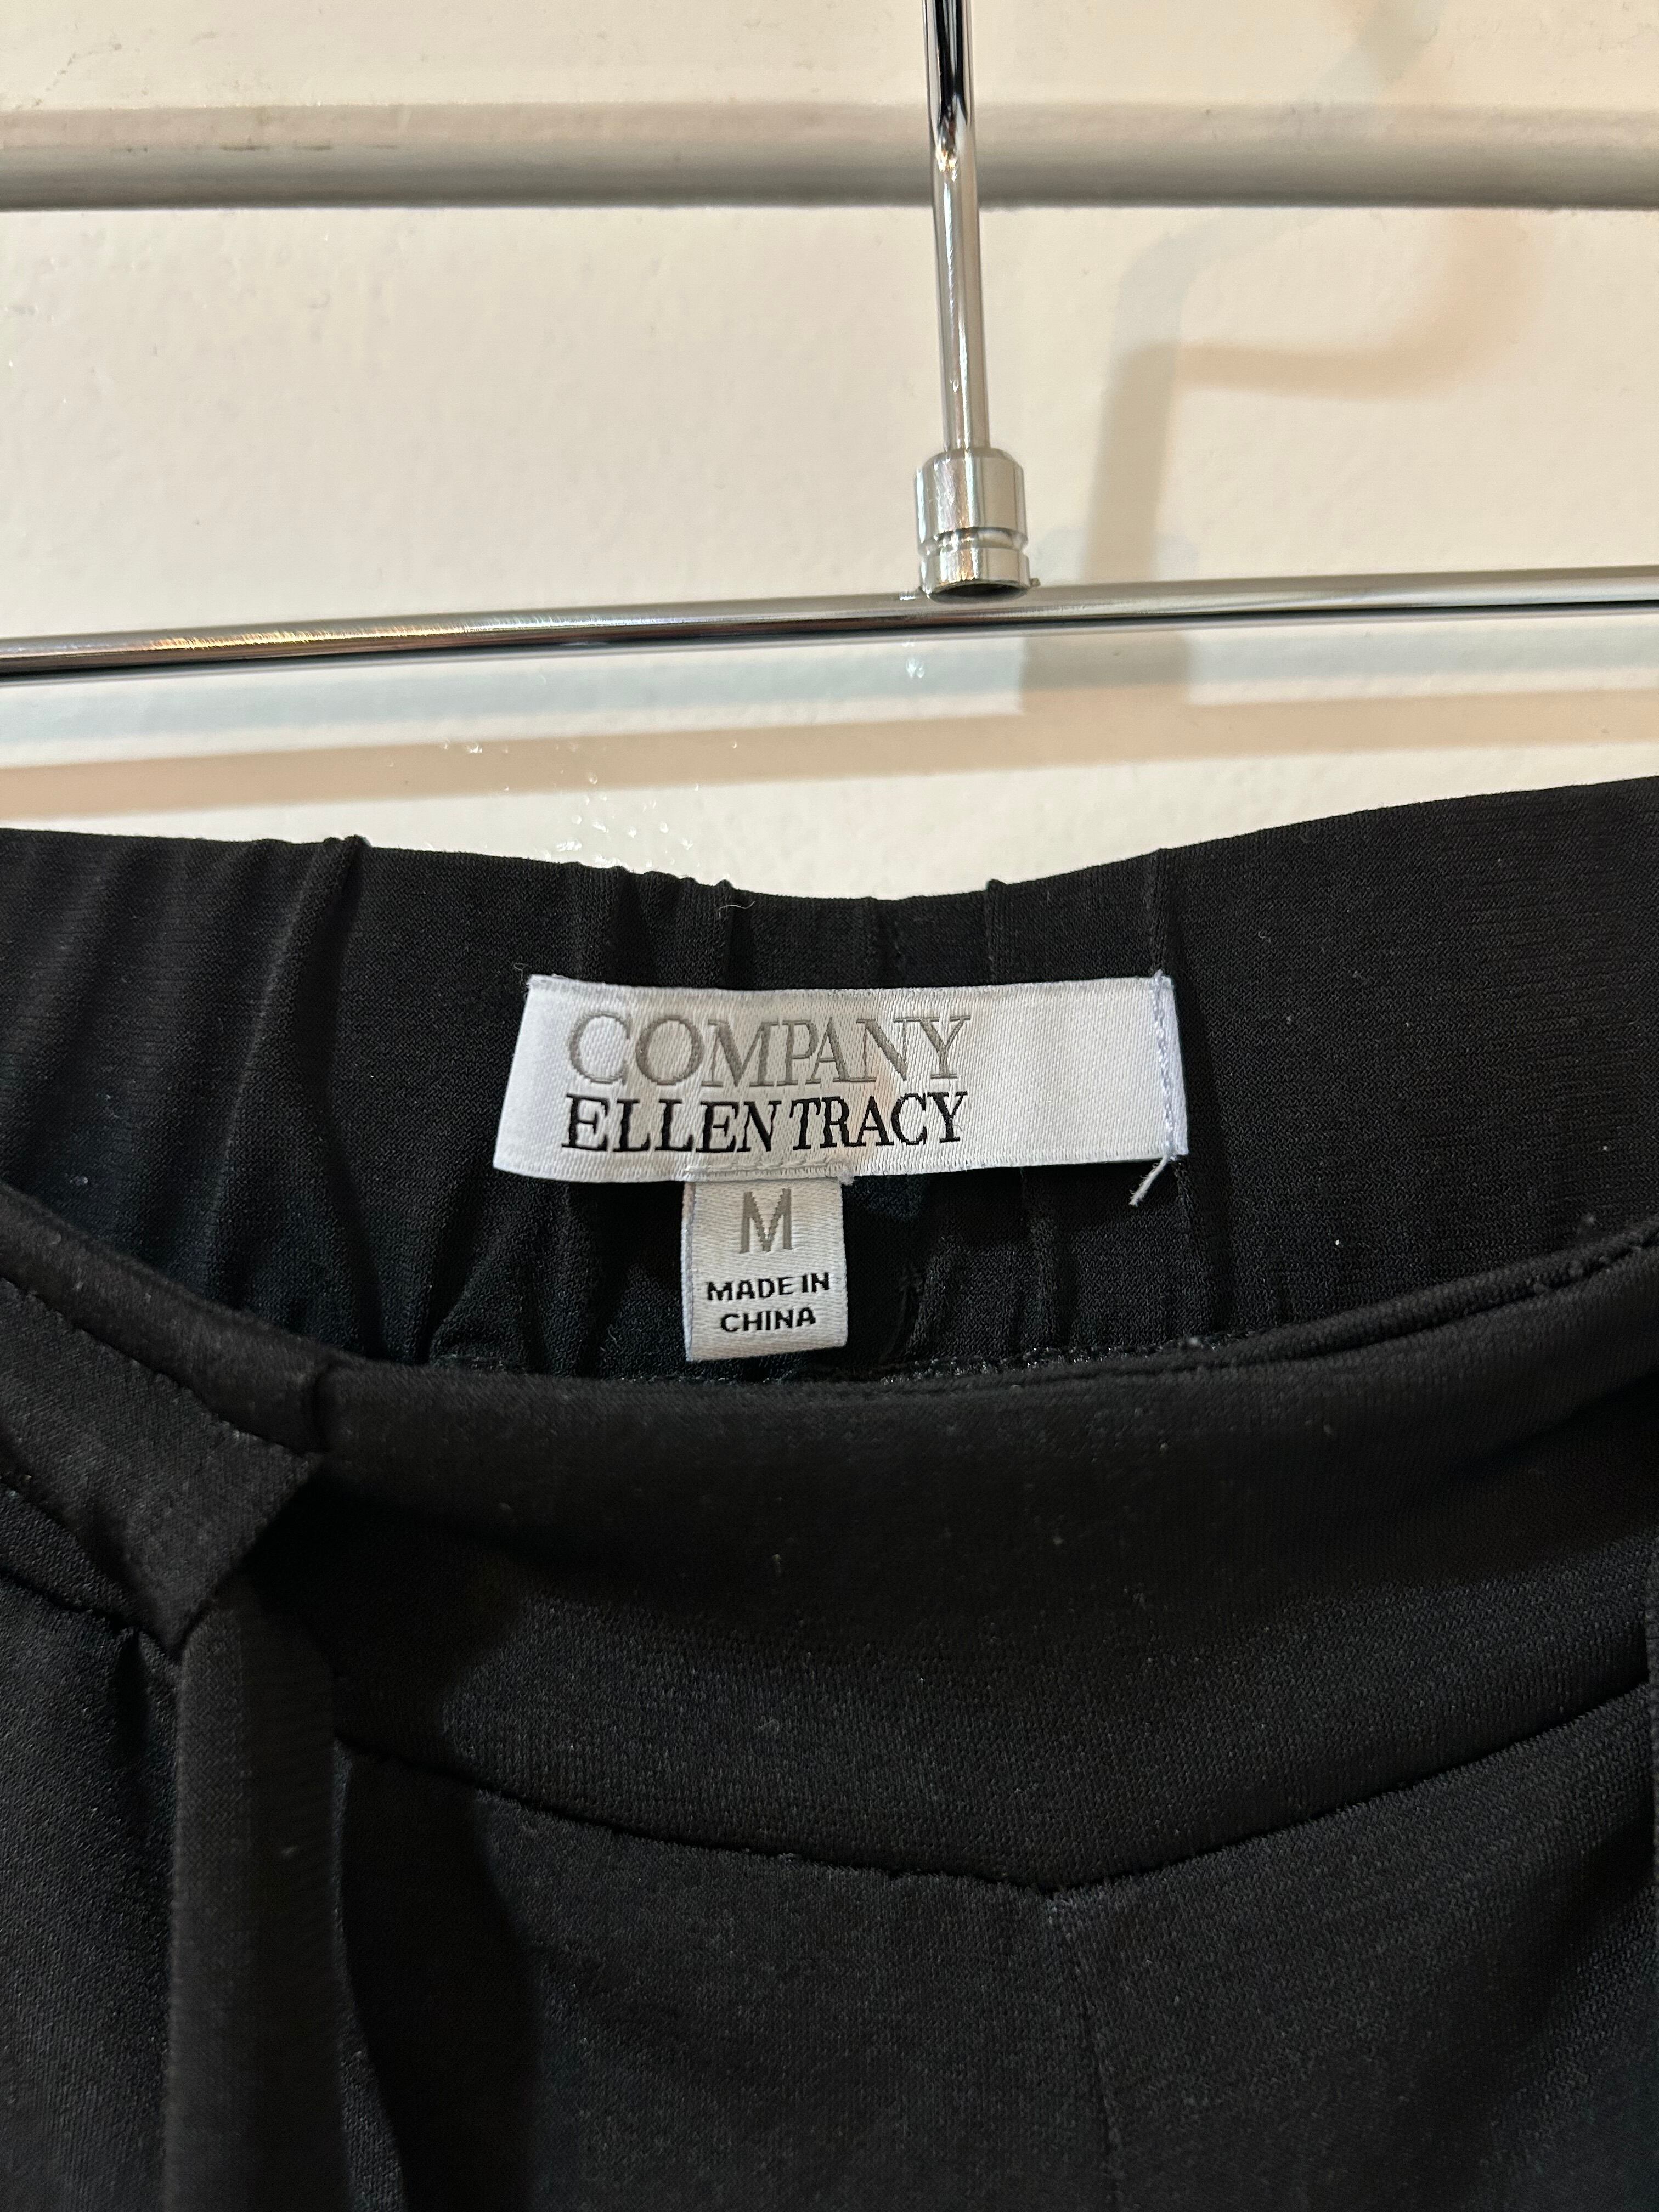 COMPANY
ELLEN TRACY
M
MADE IN
CHINA